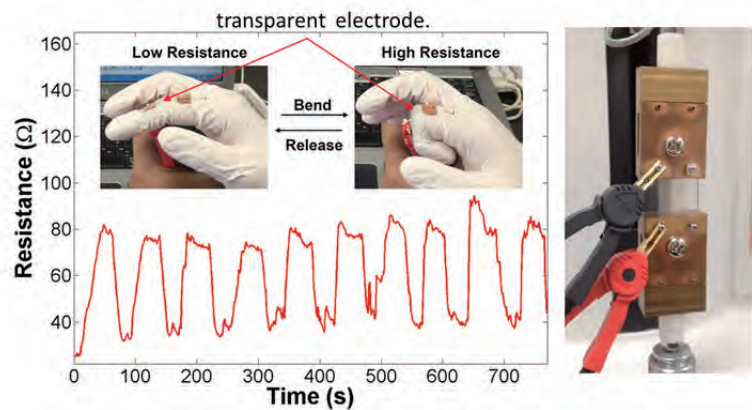 transparent electrode.
Low Resistance
High Resistance
Bend
Release
Resistance (Ω)
160
140
120
100
80
60
40
0
100
200
300
400
500
600
700
Time (s)